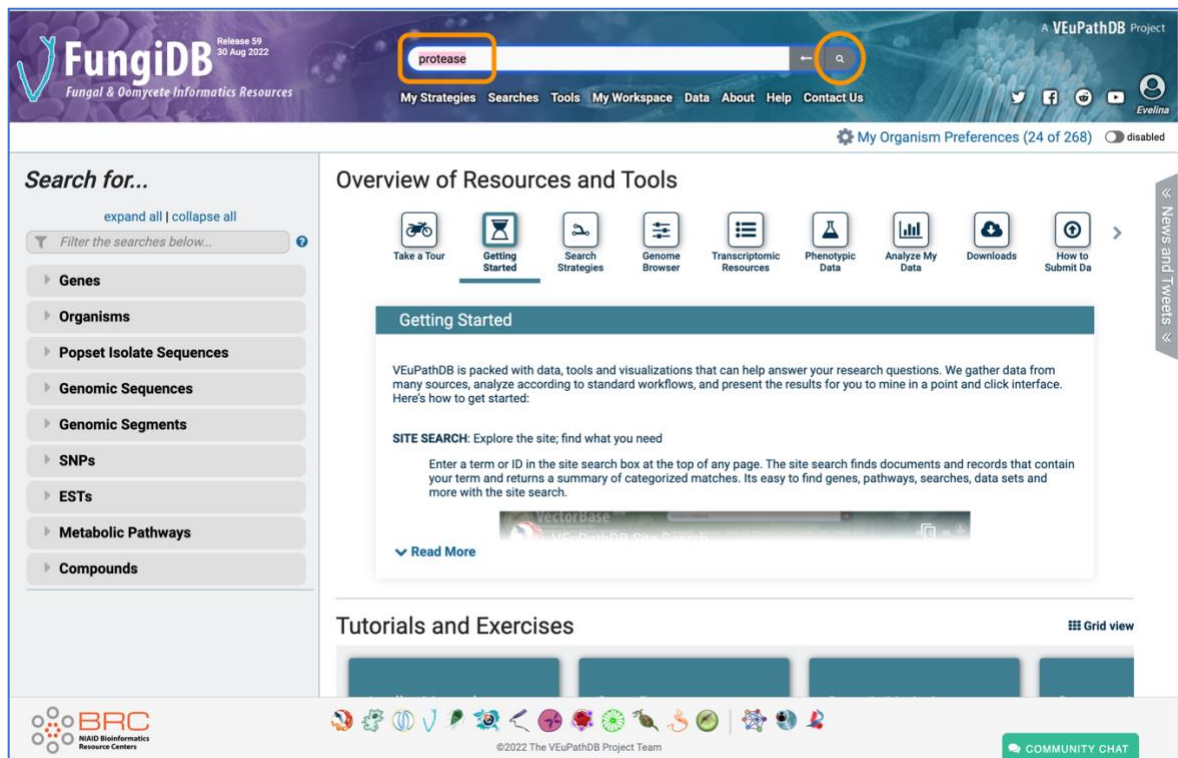 FungiDB
Release 59
30 Aug 2022
Fungal & Oomycete Informatics Resources
protease
A VEuPathDB Project
My Strategies Searches Tools My Workspace Data About Help Contact Us
Evelina
My Organism Preferences (24 of 268) disabled
Search for...
expand all | collapse all
Filter the searches below...
Genes
Organisms
Popset Isolate Sequences
Genomic Sequences
Genomic Segments
SNPs
ESTs
Metabolic Pathways
Compounds
Overview of Resources and Tools
Take a Tour
Getting Started
Search Strategies
Genome Browser
Transcriptomic Resources
Phenotypic Data
Analyze My Data
Downloads
How to Submit Da
Getting Started
VEuPathDB is packed with data, tools and visualizations that can help answer your research questions. We gather data from
many sources, analyze according to standard workflows, and present the results for you to mine in a point and click interface.
Here's how to get started:
SITE SEARCH: Explore the site; find what you need
Enter a term or ID in the site search box at the top of any page. The site search finds documents and records that contain
your term and returns a summary of categorized matches. Its easy to find genes, pathways, searches, data sets and
more with the site search.
VectorBase
VEuPathDB Site Search
Read More
Tutorials and Exercises
Grid view
News and Tweets
BRC
NIAID Bioinformatics
Resource Centers
©2022 The VEuPathDB Project Team
COMMUNITY CHAT